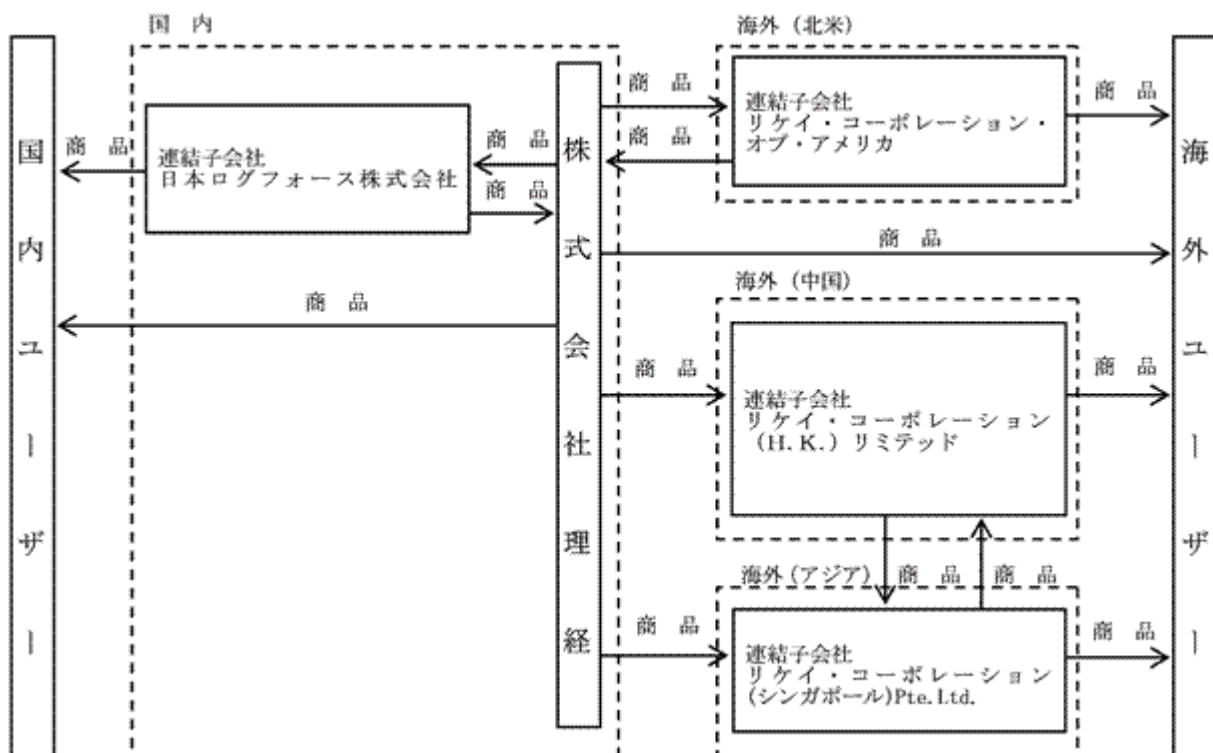 国内
海外（北米）
国内ユーザー
商品
連結子会社
日本ログフォース株式会社
商品
商品
株式会社理経
商品
商品
連結子会社
リケイ・コーポレーション・
オブ・アメリカ
商品
海外ユーザー
商品
商品
海外（中国）
商品
連結子会社
リケイ・コーポレーション
（H.K.）リミテッド
商品
海外（アジア）
商品
商品
商品
連結子会社
リケイ・コーポレーション
(シンガポール)Pte.Ltd.
商品